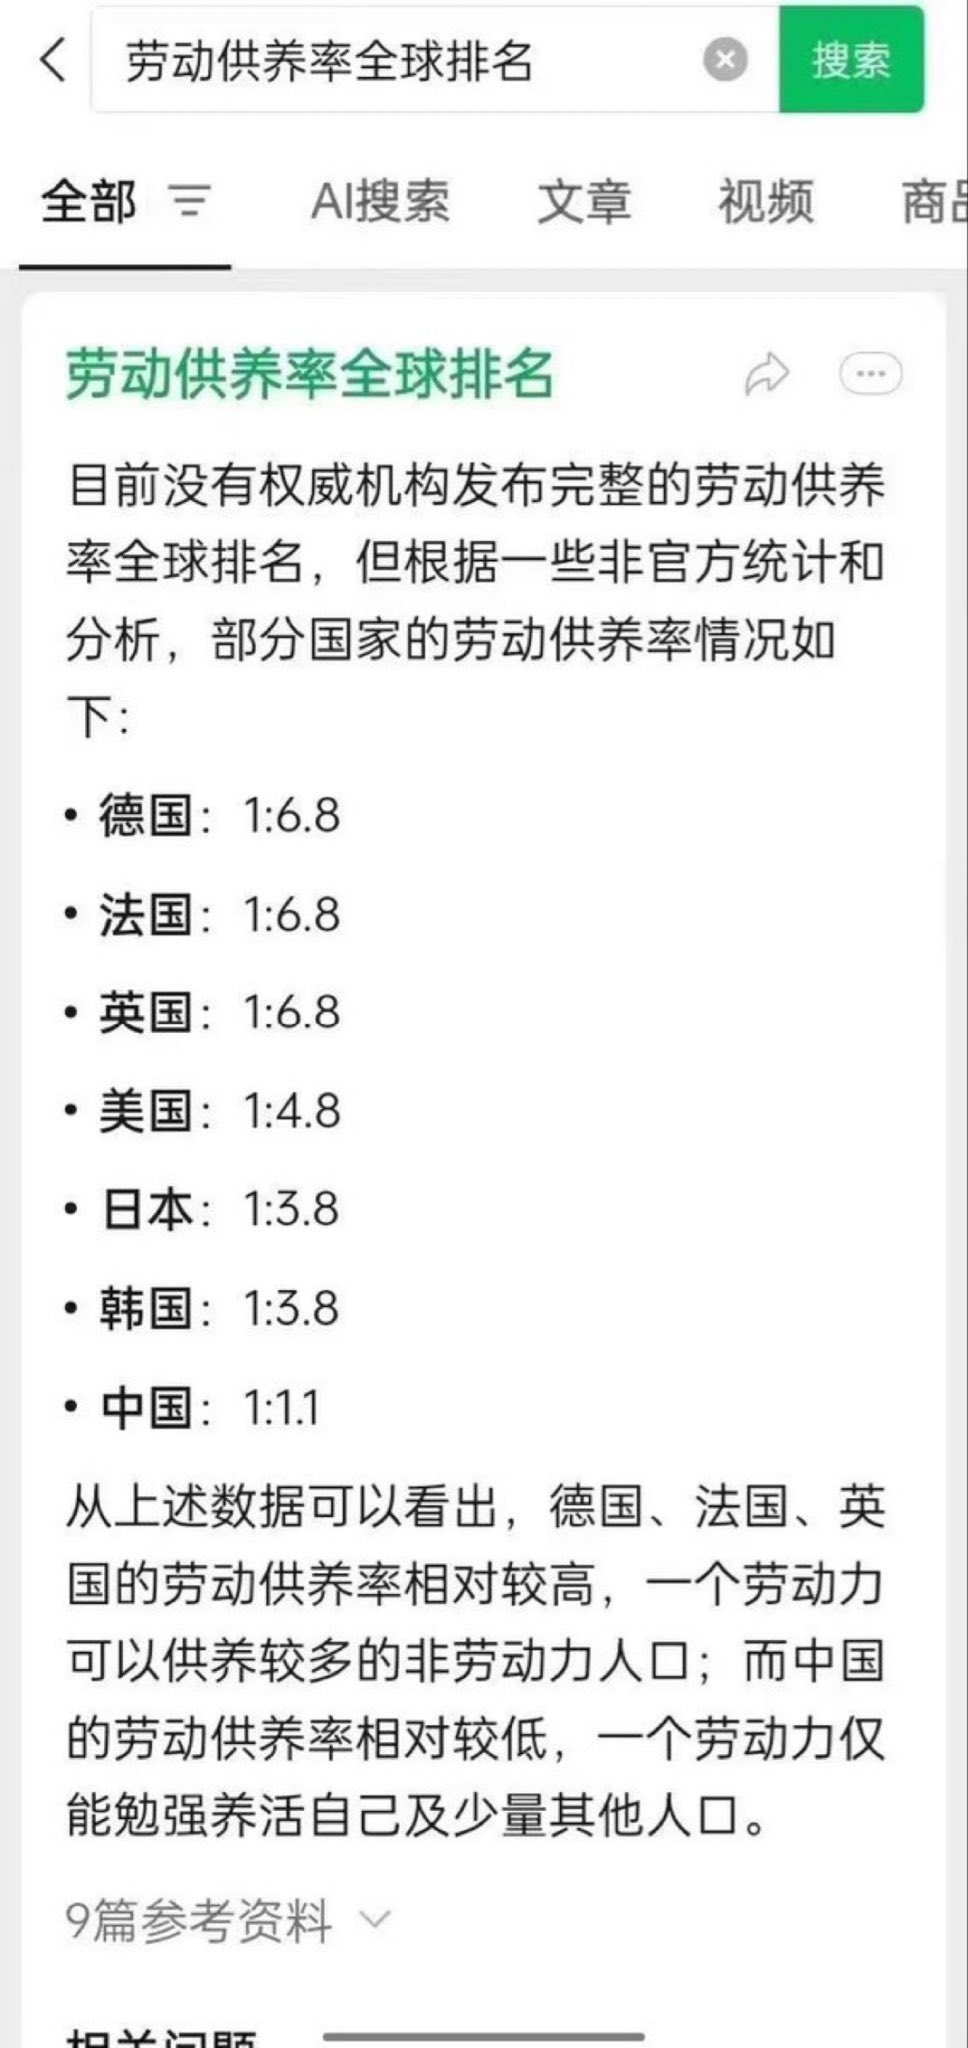 劳动供养率全球排名
搜索
全部
AI搜索
文章
视频
商品
劳动供养率全球排名
目前没有权威机构发布完整的劳动供养
率全球排名，但根据一些非官方统计和
分析，部分国家的劳动供养率情况如
下：
• 德国：1:6.8
• 法国：1:6.8
• 英国：1:6.8
• 美国：1:4.8
• 日本：1:3.8
• 韩国：1:3.8
• 中国：1:1.1
从上述数据可以看出，德国、法国、英
国的劳动供养率相对较高，一个劳动力
可以供养较多的非劳动力人口；而中国
的劳动供养率相对较低，一个劳动力仅
能勉强养活自己及少量其他人口。
9篇参考资料
相关问题